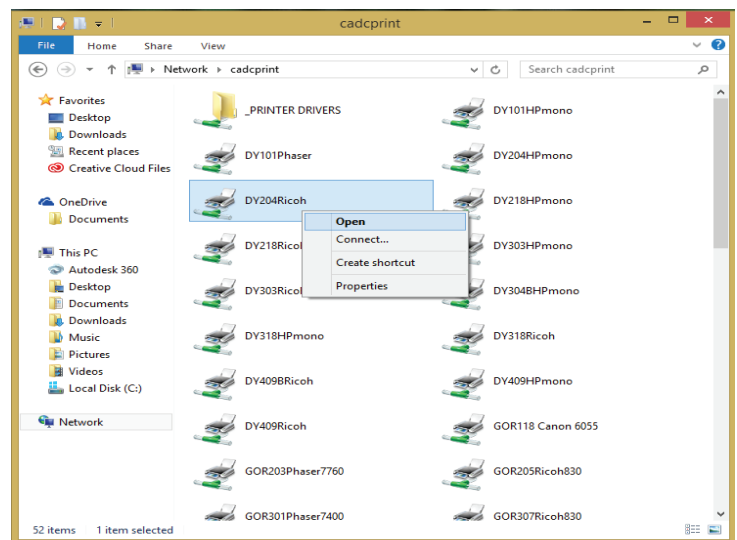 cadcprint
File Home Share View
Network cadcprint
Search cadcprint
Favorites
Desktop
Downloads
Recent places
Creative Cloud Files
OneDrive
Documents
This PC
Autodesk 360
Desktop
Documents
Downloads
Music
Pictures
Videos
Local Disk (C:)
Network
_PRINTER DRIVERS DY101HPmono
DY101Phaser DY204HPmono
DY204Ricoh DY218HPmono
Open
Connect...
Create shortcut
Properties
DY218Ricol DY303HPmono
DY303Ricol DY304BHPmono
DY318HPmono DY318Ricoh
DY409BRicoh DY409HPmono
DY409Ricoh GOR118 Canon 6055
GOR203Phaser7760 GOR205Ricoh830
GOR301Phaser7400 GOR307Ricoh830
52 items 1 item selected